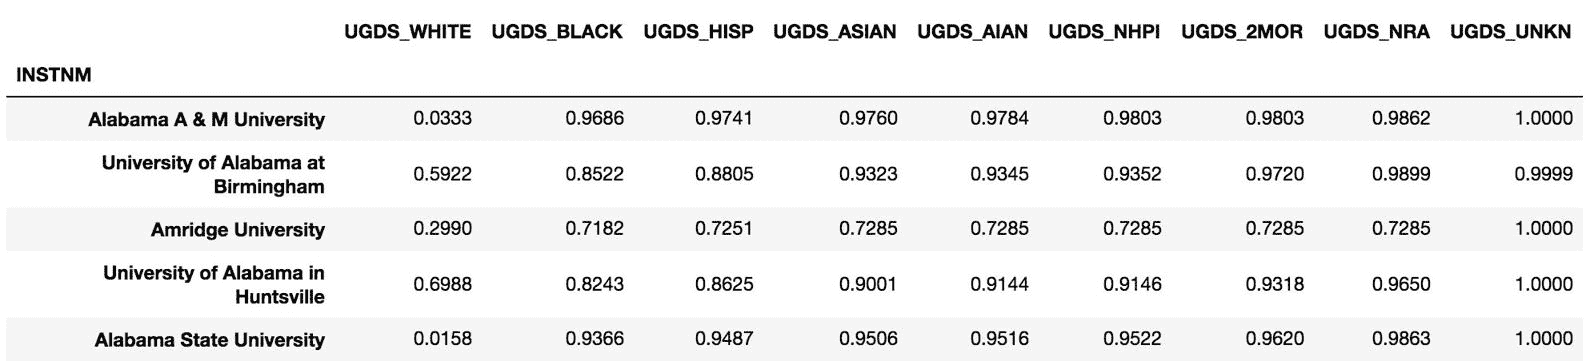 UGDS_WHITE UGDS_BLACK UGDS_HISP UGDS_ASIAN UGDS_AIAN UGDS_NHPI UGDS_2MOR UGDS_NRA UGDS_UNKN
INSTNM
Alabama A & M University 0.0333 0.9686 0.9741 0.9760 0.9784 0.9803 0.9803 0.9862 1.0000
University of Alabama at
Birmingham 0.5922 0.8522 0.8805 0.9323 0.9345 0.9352 0.9720 0.9899 0.9999
Amridge University 0.2990 0.7182 0.7251 0.7285 0.7285 0.7285 0.7285 0.7285 1.0000
University of Alabama in
Huntsville 0.6988 0.8243 0.8625 0.9001 0.9144 0.9146 0.9318 0.9650 1.0000
Alabama State University 0.0158 0.9366 0.9487 0.9506 0.9516 0.9522 0.9620 0.9863 1.0000